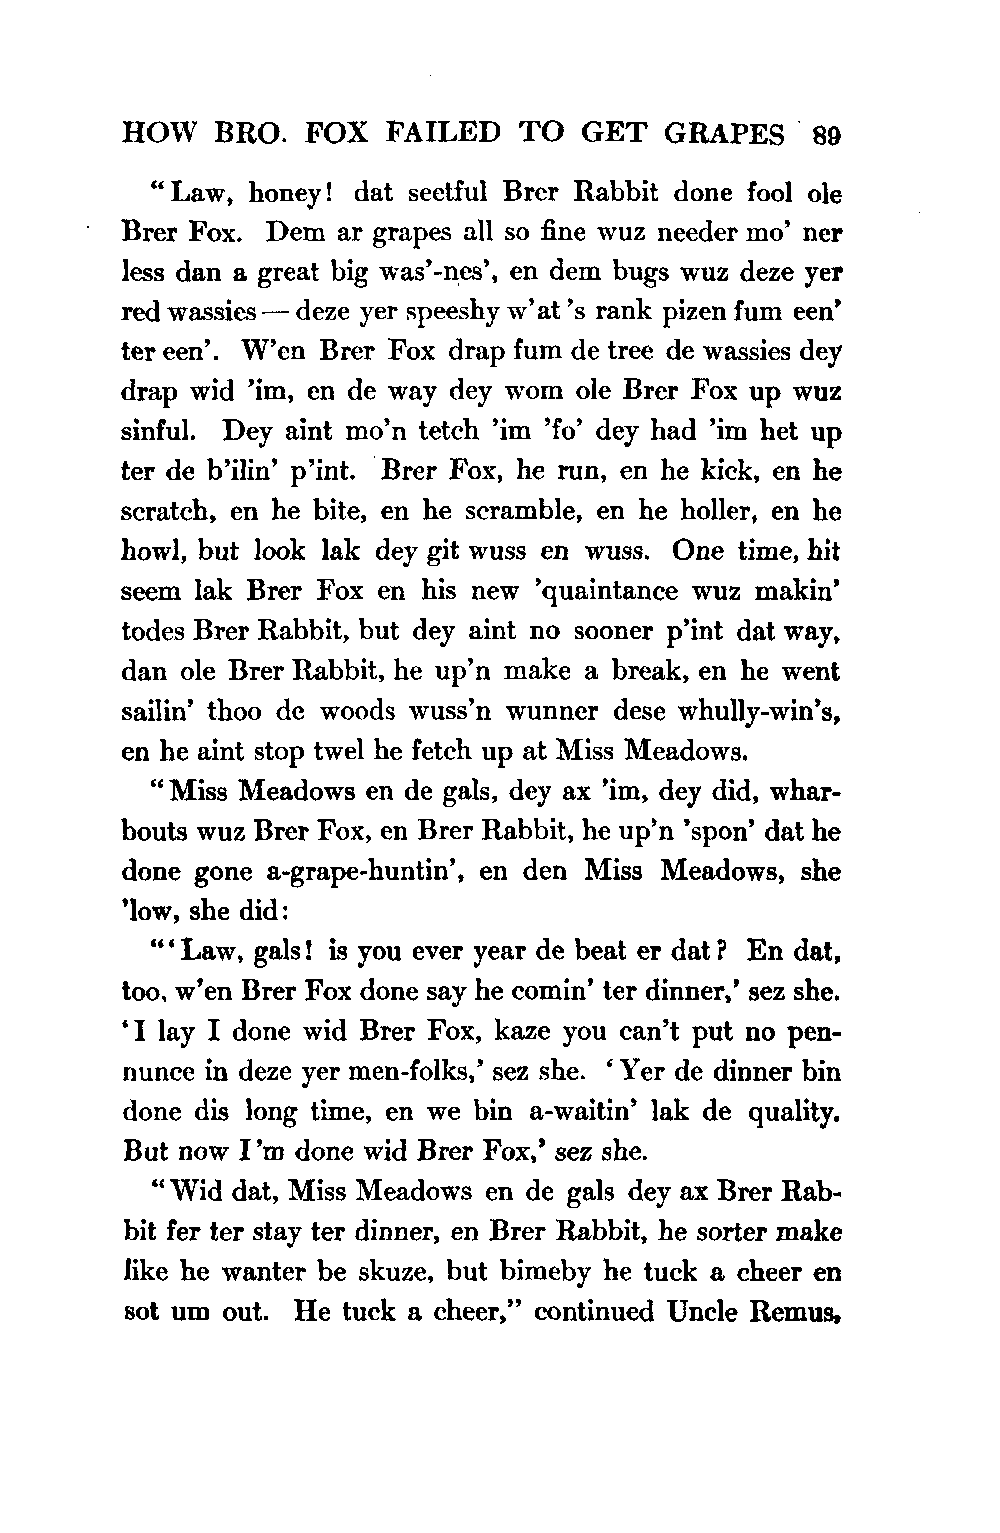 HOW BRO. FOX FAILED TO GET GRAPES 89
"Law, honey! dat seetful Brer Rabbit done fool ole
Brer Fox. Dem ar grapes all so fine wuz needer mo' ner
less dan a great big was'-nes', en dem bugs wuz deze yer
red wassies — deze yer speeshy w'at 's rank pizen fum een'
ter een'. W'en Brer Fox drap fum de tree de wassies dey
drap wid 'im, en de way dey wom ole Brer Fox up wuz
sinful. Dey aint mo'n tetch 'im 'fo' dey had 'im het up
ter de b'ilin' p'int. Brer Fox, he run, en he kick, en he
scratch, en he bite, en he scramble, en he holler, en he
howl, but look lak dey git wuss en wuss. One time, hit
seem lak Brer Fox en his new 'quaintance wuz makin'
todes Brer Rabbit, but dey aint no sooner p'int dat way,
dan ole Brer Rabbit, he up'n make a break, en he went
sailin' thoo de woods wuss'n wunner dese whully-win's,
en he aint stop twel he fetch up at Miss Meadows.
"Miss Meadows en de gals, dey ax 'im, dey did, whar-
bouts wuz Brer Fox, en Brer Rabbit, he up'n 'spon' dat he
done gone a-grape-huntin', en den Miss Meadows, she
'low, she did:
"'Law, gals! is you ever year de beat er dat? En dat,
too, w'en Brer Fox done say he comin' ter dinner,' sez she.
'I lay I done wid Brer Fox, kaze you can't put no pen-
nunce in deze yer men-folks,' sez she. 'Yer de dinner bin
done dis long time, en we bin a-waitin' lak de quality.
But now I'm done wid Brer Fox,' sez she.
"Wid dat, Miss Meadows en de gals dey ax Brer Rab-
bit fer ter stay ter dinner, en Brer Rabbit, he sorter make
like he wanter be skuze, but bimeby he tuck a cheer en
sot um out. He tuck a cheer," continued Uncle Remus,